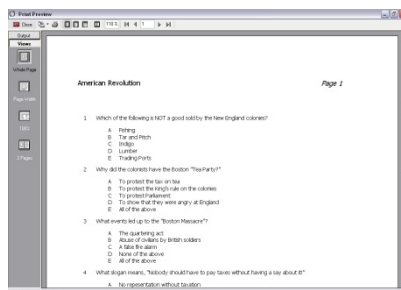 Print Preview
Close 118% 1
Output
Views
Whole Page
Page Width
100%
2 Pages
American Revolution Page 1
1 Which of the following is NOT a good sold by the New England colonies?
A Fishing
B Tar and Pitch
C Indigo
D Lumber
E Trading Ports
2 Why did the colonists have the Boston "Tea Party?"
A To protest the tax on tea
B To protest the King's rule on the colonies
C To protest Parliament
D To show that they were angry at England
E All of the above
3 What events led up to the "Boston Massacre"?
A The quartering act
B Abuse of civilians by British soldiers
C A false fire alarm
D None of the above
E All of the above
4 What slogan means, "Nobody should have to pay taxes without having a say about it!"
A No repesentation without taxation